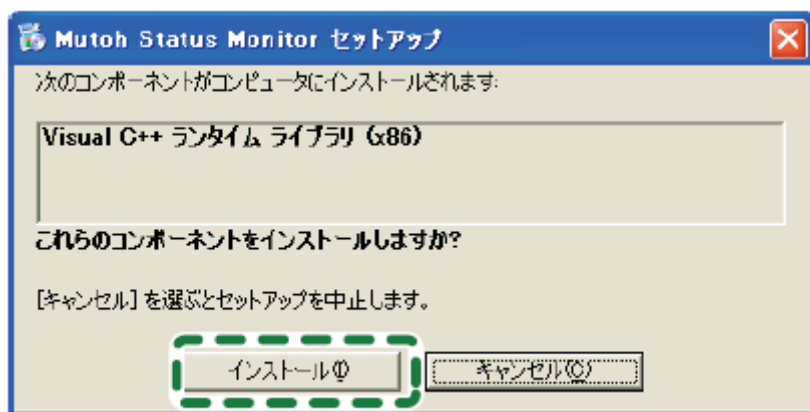 Mutoh Status Monitor セットアップ
次のコンポーネントがコンピュータにインストールされます:
Visual C++ ランタイム ライブラリ (x86)
これらのコンポーネントをインストールしますか?
[キャンセル] を選ぶとセットアップを中止します。
インストール(I) キャンセル(C)